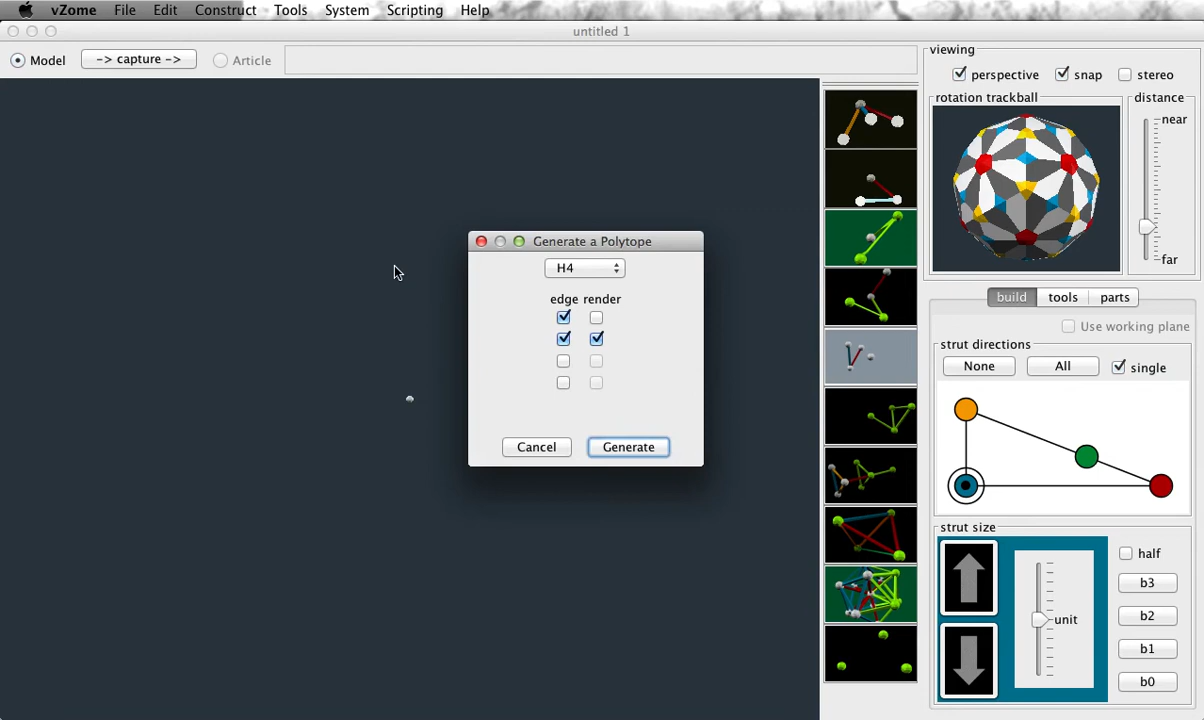 vZome File Edit Construct Tools System Scripting Help
untitled 1
Model -> capture -> Article
viewing
perspective snap stereo
rotation trackball distance
near
far
Generate a Polytope
H4
edge render
Cancel Generate
build tools parts
Use working plane
strut directions
None All single
strut size
half
b3
unit b2
b1
b0